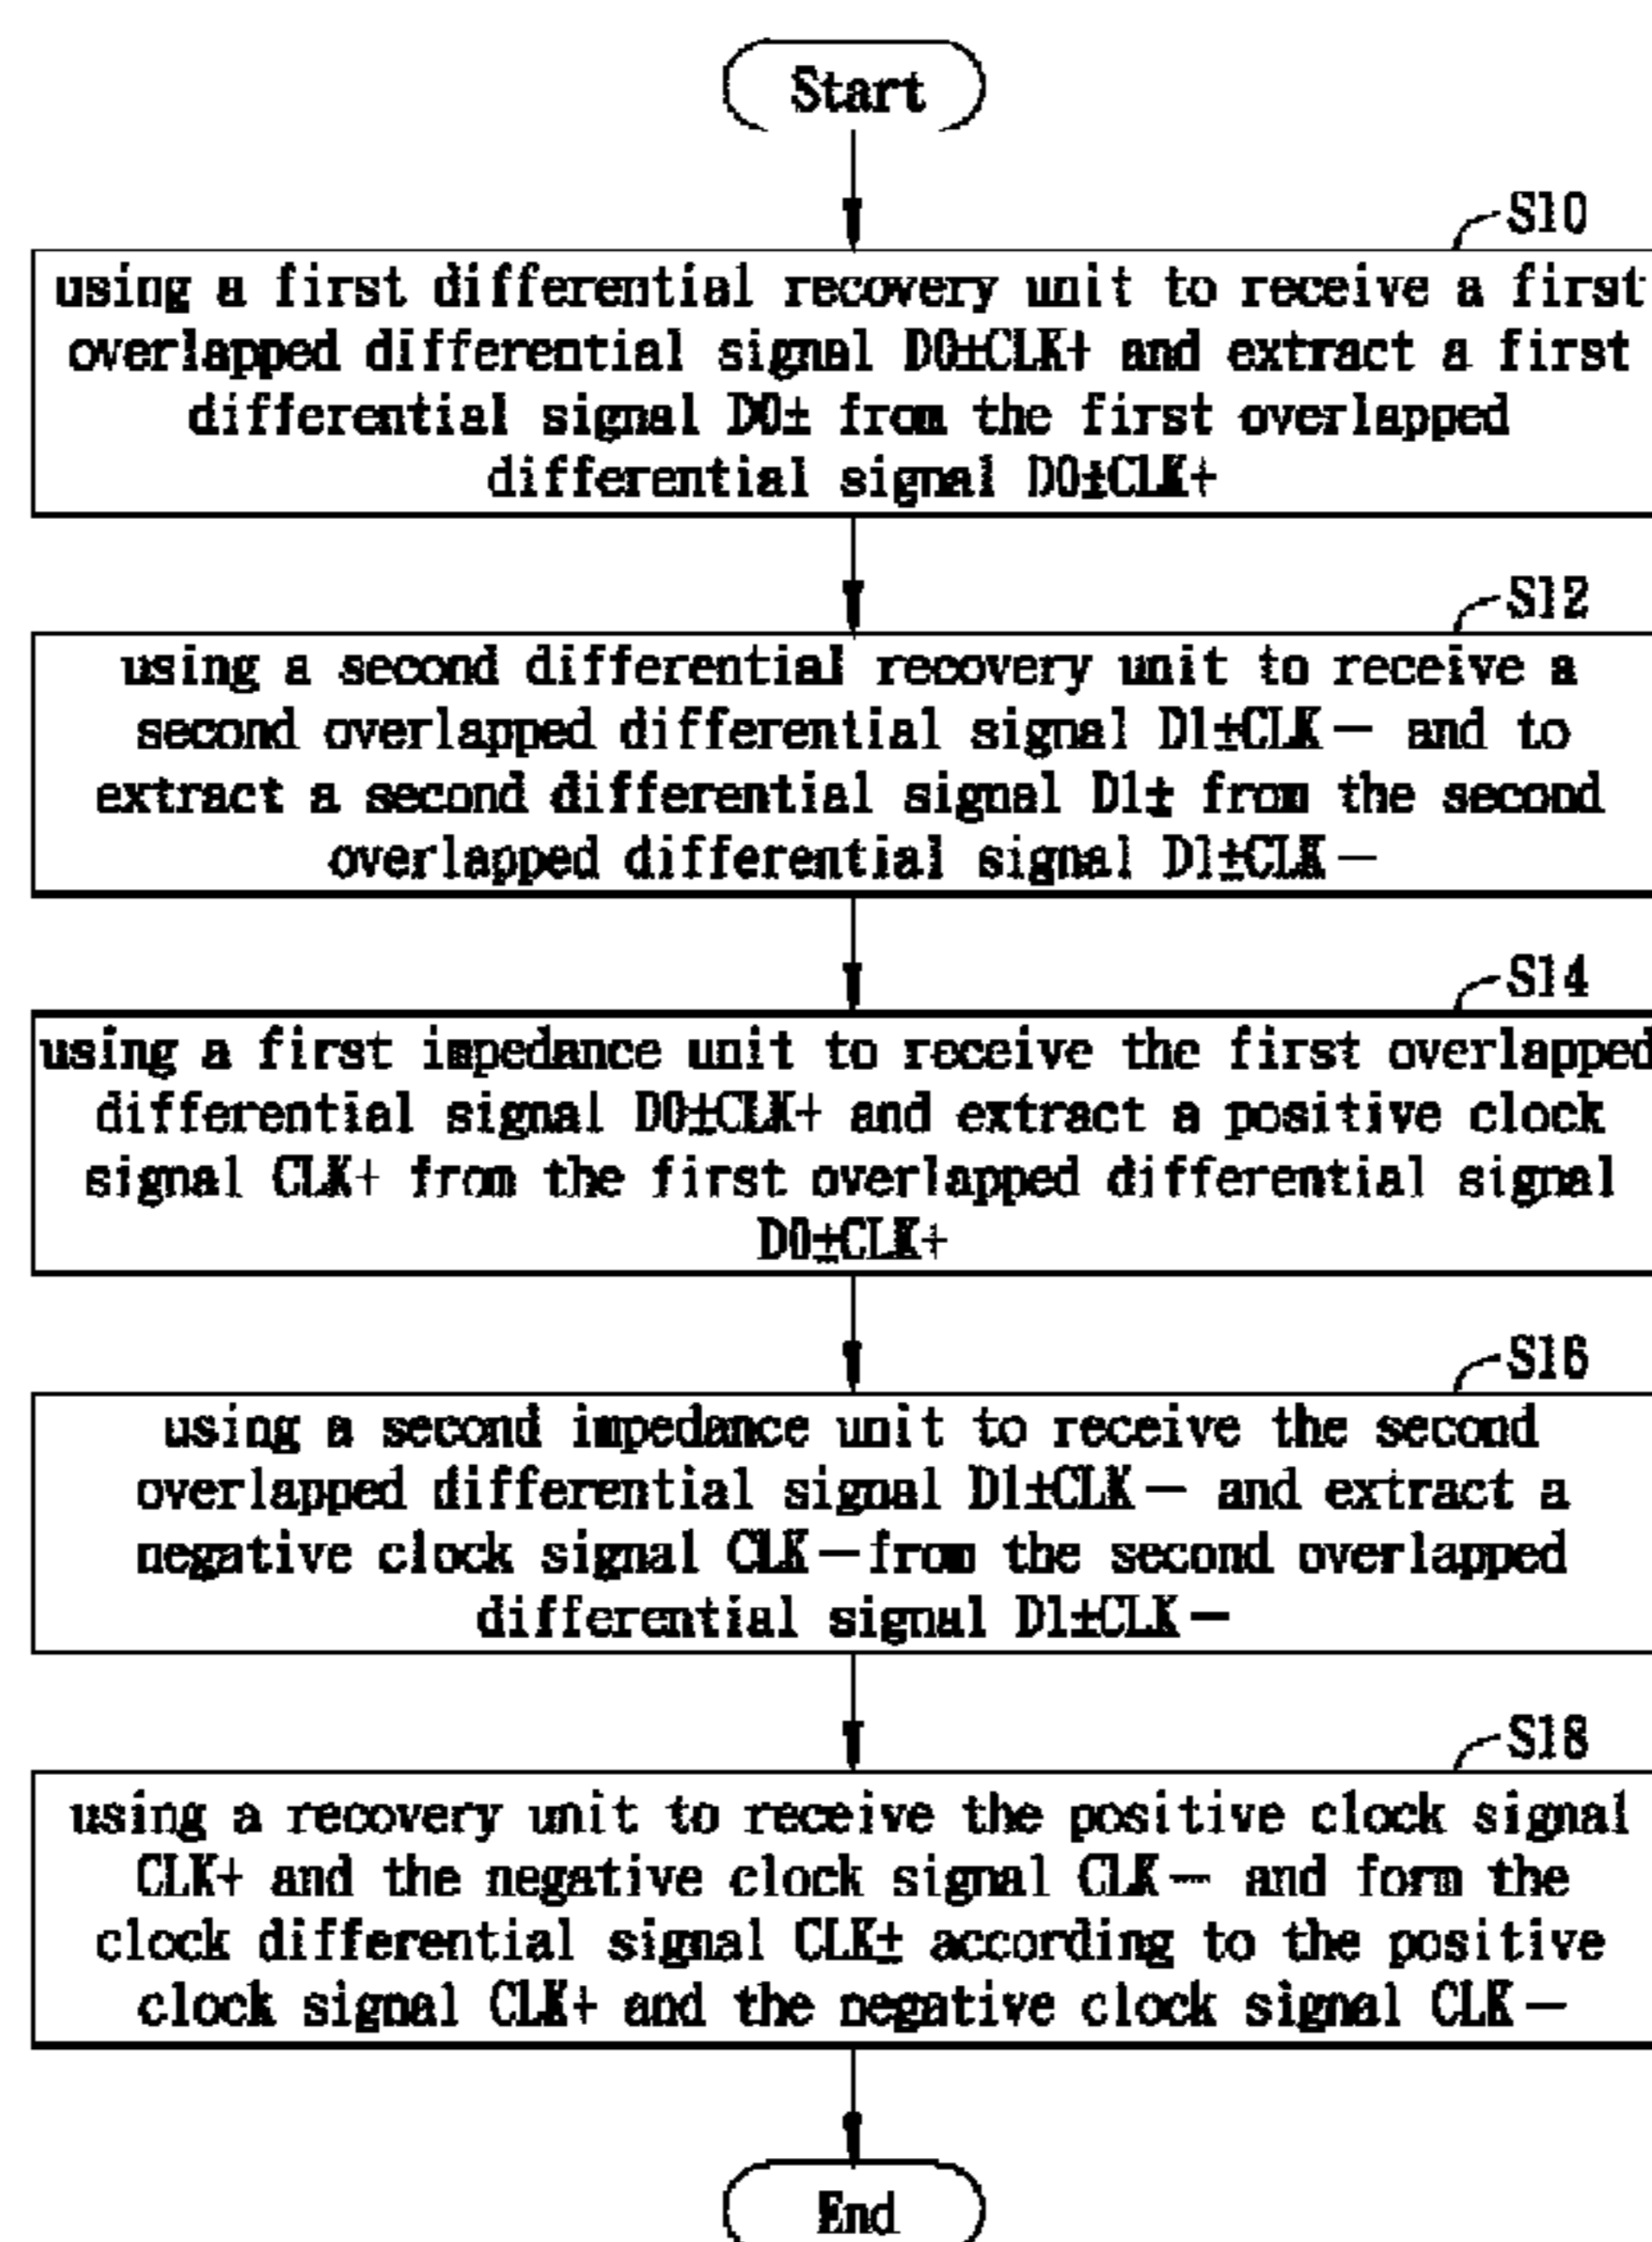 Start
S10
using a first differential recovery unit to receive a first
overlapped differential signal D0±CLK+ and extract a first
differential signal D0± from the first overlapped
differential signal D0±CLK+
S12
using a second differential recovery unit to receive a
second overlapped differential signal D1±CLK− and to
extract a second differential signal D1± from the second
overlapped differential signal D1±CLK−
S14
using a first impedance unit to receive the first overlapped
differential signal D0±CLK+ and extract a positive clock
signal CLK+ from the first overlapped differential signal
D0±CLK+
S16
using a second impedance unit to receive the second
overlapped differential signal D1±CLK− and extract a
negative clock signal CLK−from the second overlapped
differential signal D1±CLK−
S18
using a recovery unit to receive the positive clock signal
CLK+ and the negative clock signal CLK− and form the
clock differential signal CLK± according to the positive
clock signal CLK+ and the negative clock signal CLK−
End